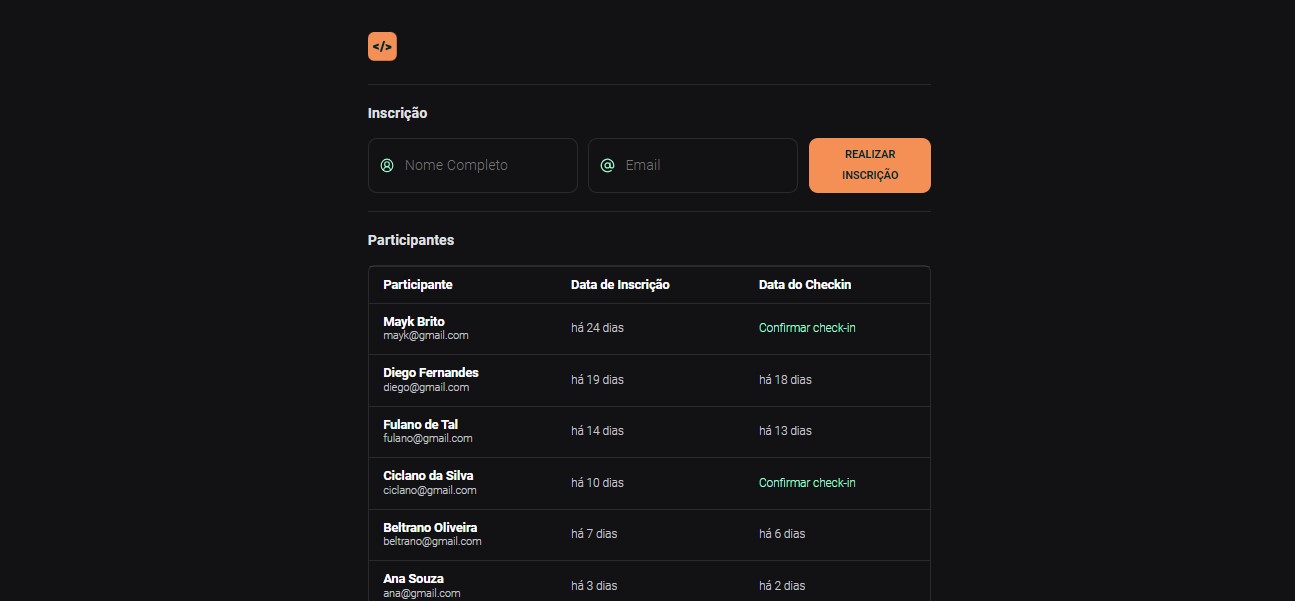 </>
Inscrição
Nome Completo
Email
REALIZAR
INSCRIÇÃO
Participantes
Participante Data de Inscrição Data do Checkin
Mayk Brito
mayk@gmail.com
há 24 dias
Confirmar check-in
Diego Fernandes
diego@gmail.com
há 19 dias
há 18 dias
Fulano de Tal
fulano@gmail.com
há 14 dias
há 13 dias
Ciclano da Silva
ciclano@gmail.com
há 10 dias
Confirmar check-in
Beltrano Oliveira
beltrano@gmail.com
há 7 dias
há 6 dias
Ana Souza
ana@gmail.com
há 3 dias
há 2 dias